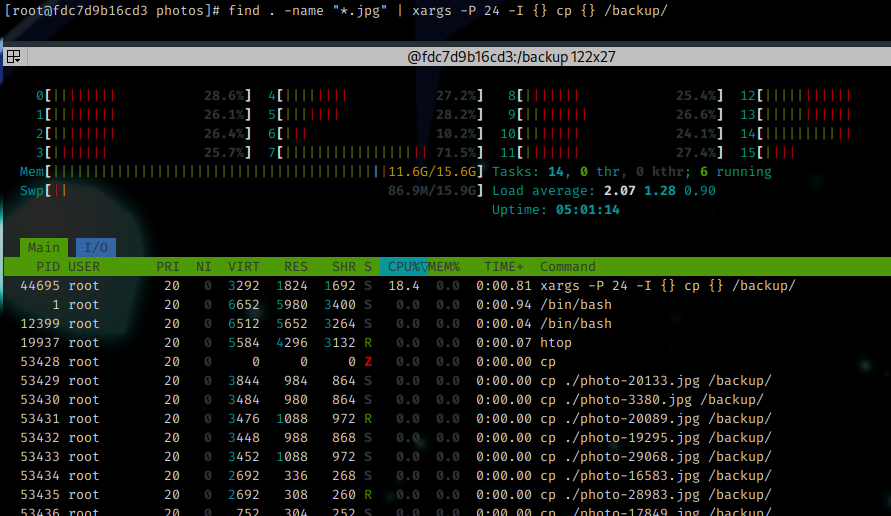 [root@fdc7d9b16cd3 photos]# find . -name "*.jpg" | xargs -P 24 -I {} cp {} /backup/
@fdc7d9b16cd3:/backup 122x27
0[||||||||| 28.6%] 4[|||||||| 27.2%] 8[||||||| 25.4%] 12[|||||||||||
1[||||||||| 26.1%] 5[||||||| 28.2%] 9[|||||||| 26.6%] 13[|||||||||||
2[||||||||| 26.4%] 6[||| 10.2%] 10[||||||| 24.1%] 14[|||||||||||
3[|||||||| 25.7%] 7[|||||||||||||||||| 71.5%] 11[||||||| 27.4%] 15[||||
Mem[||||||||||||||||||||||||||||||||||||||||||||11.6G/15.6G] Tasks: 14, 0 thr, 0 kthr; 6 running
Swp[|| 86.9M/15.9G] Load average: 2.07 1.28 0.90
Uptime: 05:01:14
Main I/O
PID USER PRI NI VIRT RES SHR S CPU%▽MEM% TIME+ Command
44695 root 20 0 3292 1824 1692 S 18.4 0.0 0:00.81 xargs -P 24 -I {} cp {} /backup/
1 root 20 0 6652 5980 3400 S 0.0 0.0 0:00.94 /bin/bash
12399 root 20 0 6512 5652 3264 S 0.0 0.0 0:00.04 /bin/bash
19937 root 20 0 5584 4296 3132 R 0.0 0.0 0:00.07 htop
53428 root 20 0 0 0 0 Z 0.0 0.0 0:00.00 cp
53429 root 20 0 3844 984 864 S 0.0 0.0 0:00.00 cp ./photo-20133.jpg /backup/
53430 root 20 0 3484 980 864 S 0.0 0.0 0:00.00 cp ./photo-3380.jpg /backup/
53431 root 20 0 3476 1088 972 R 0.0 0.0 0:00.00 cp ./photo-20089.jpg /backup/
53432 root 20 0 3448 988 868 S 0.0 0.0 0:00.00 cp ./photo-19295.jpg /backup/
53433 root 20 0 3452 1088 972 S 0.0 0.0 0:00.00 cp ./photo-29068.jpg /backup/
53434 root 20 0 2692 336 268 S 0.0 0.0 0:00.00 cp ./photo-16583.jpg /backup/
53435 root 20 0 2692 308 260 R 0.0 0.0 0:00.00 cp ./photo-28983.jpg /backup/
53436 root 20 0 752 304 252 S 0.0 0.0 0:00.00 cp ./photo-17849.jpg /backup/